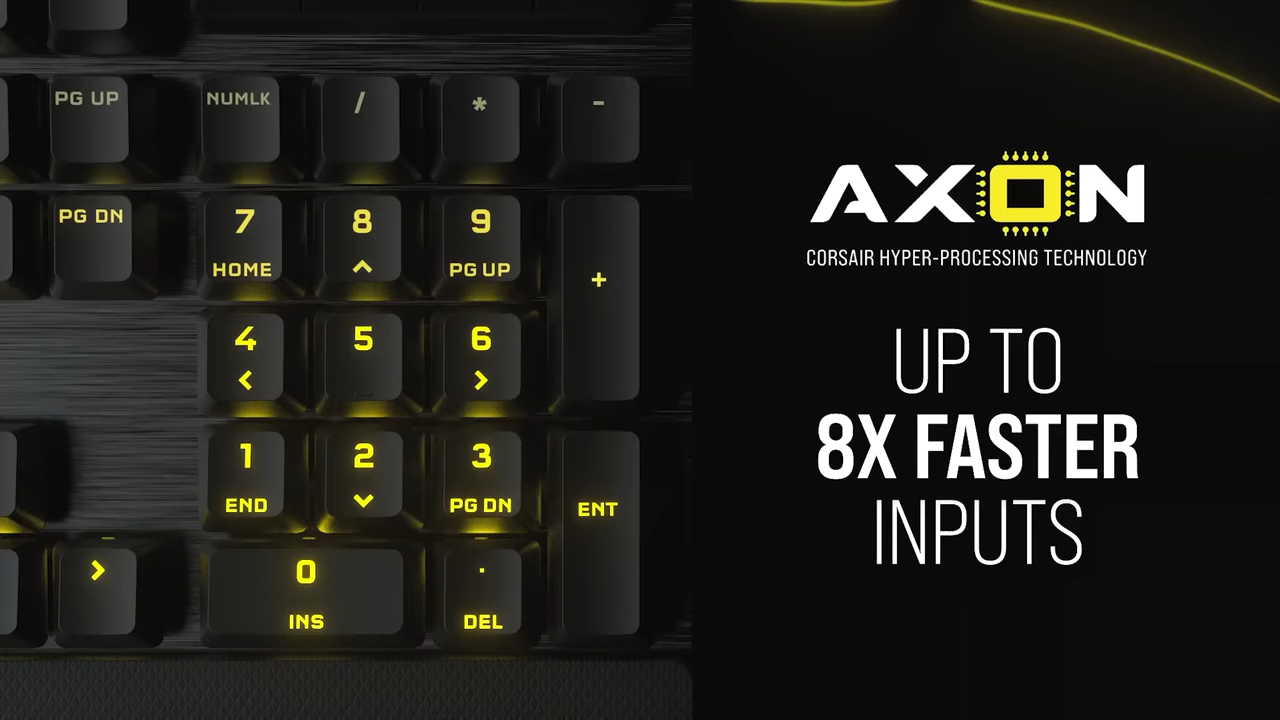 PG UP
NUMLK
/
*
-
PG DN
7
8
9
HOME
^
PG UP
+
4
5
6
<
>
1
2
3
END
⌄
PG DN
ENT
>
0
.
INS
DEL
AXON
CORSAIR HYPER-PROCESSING TECHNOLOGY
UP TO
8X FASTER
INPUTS